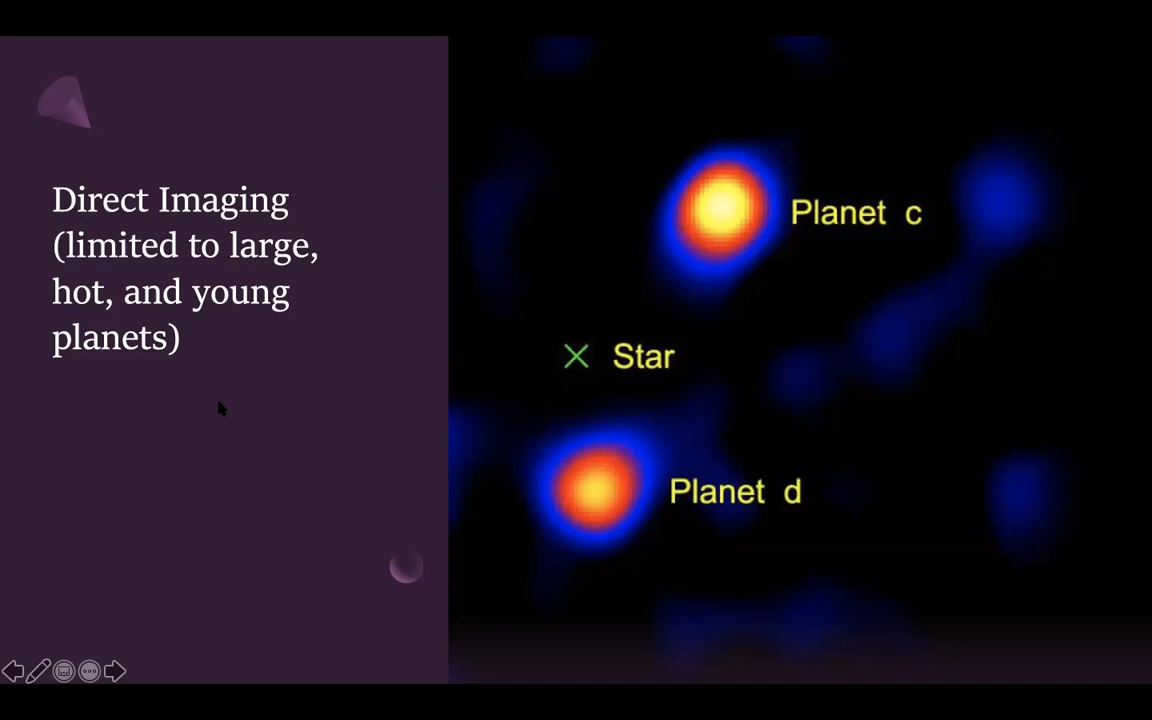 Direct Imaging
(limited to large,
hot, and young
planets)
Planet c
Star
Planet d